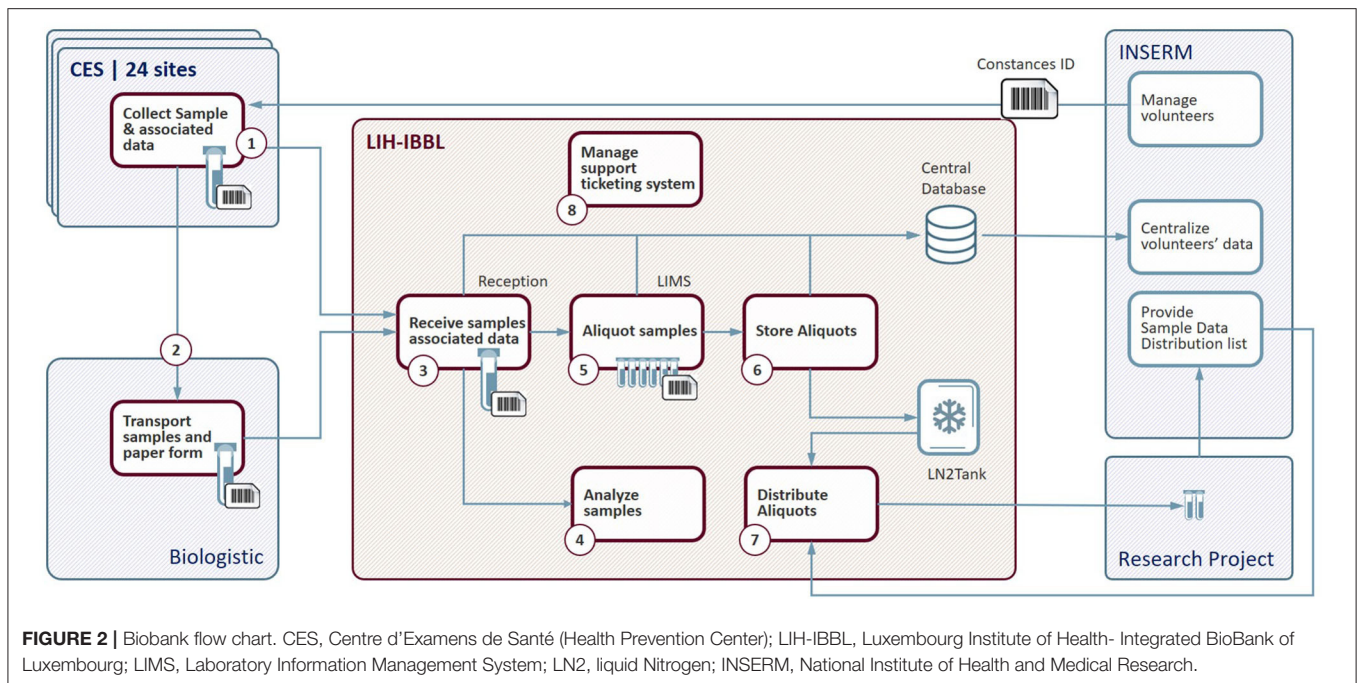 CES | 24 sites
Collect Sample
& associated
data
1
Constances ID
INSERM
Manage
volunteers
LIH-IBBL
Manage
support
ticketing system
8
Central
Database
Centralize
volunteers' data
Reception
LIMS
Receive samples
associated data
3
Aliquot samples
5
Store Aliquots
6
Provide
Sample Data
Distribution list
2
Transport
samples and
paper form
Biologistic
LN2Tank
Analyze
samples
4
Distribute
Aliquots
7
Research Project
FIGURE 2 | Biobank flow chart. CES, Centre d'Examens de Santé (Health Prevention Center); LIH-IBBL, Luxembourg Institute of Health- Integrated BioBank of
Luxembourg; LIMS, Laboratory Information Management System; LN2, liquid Nitrogen; INSERM, National Institute of Health and Medical Research.